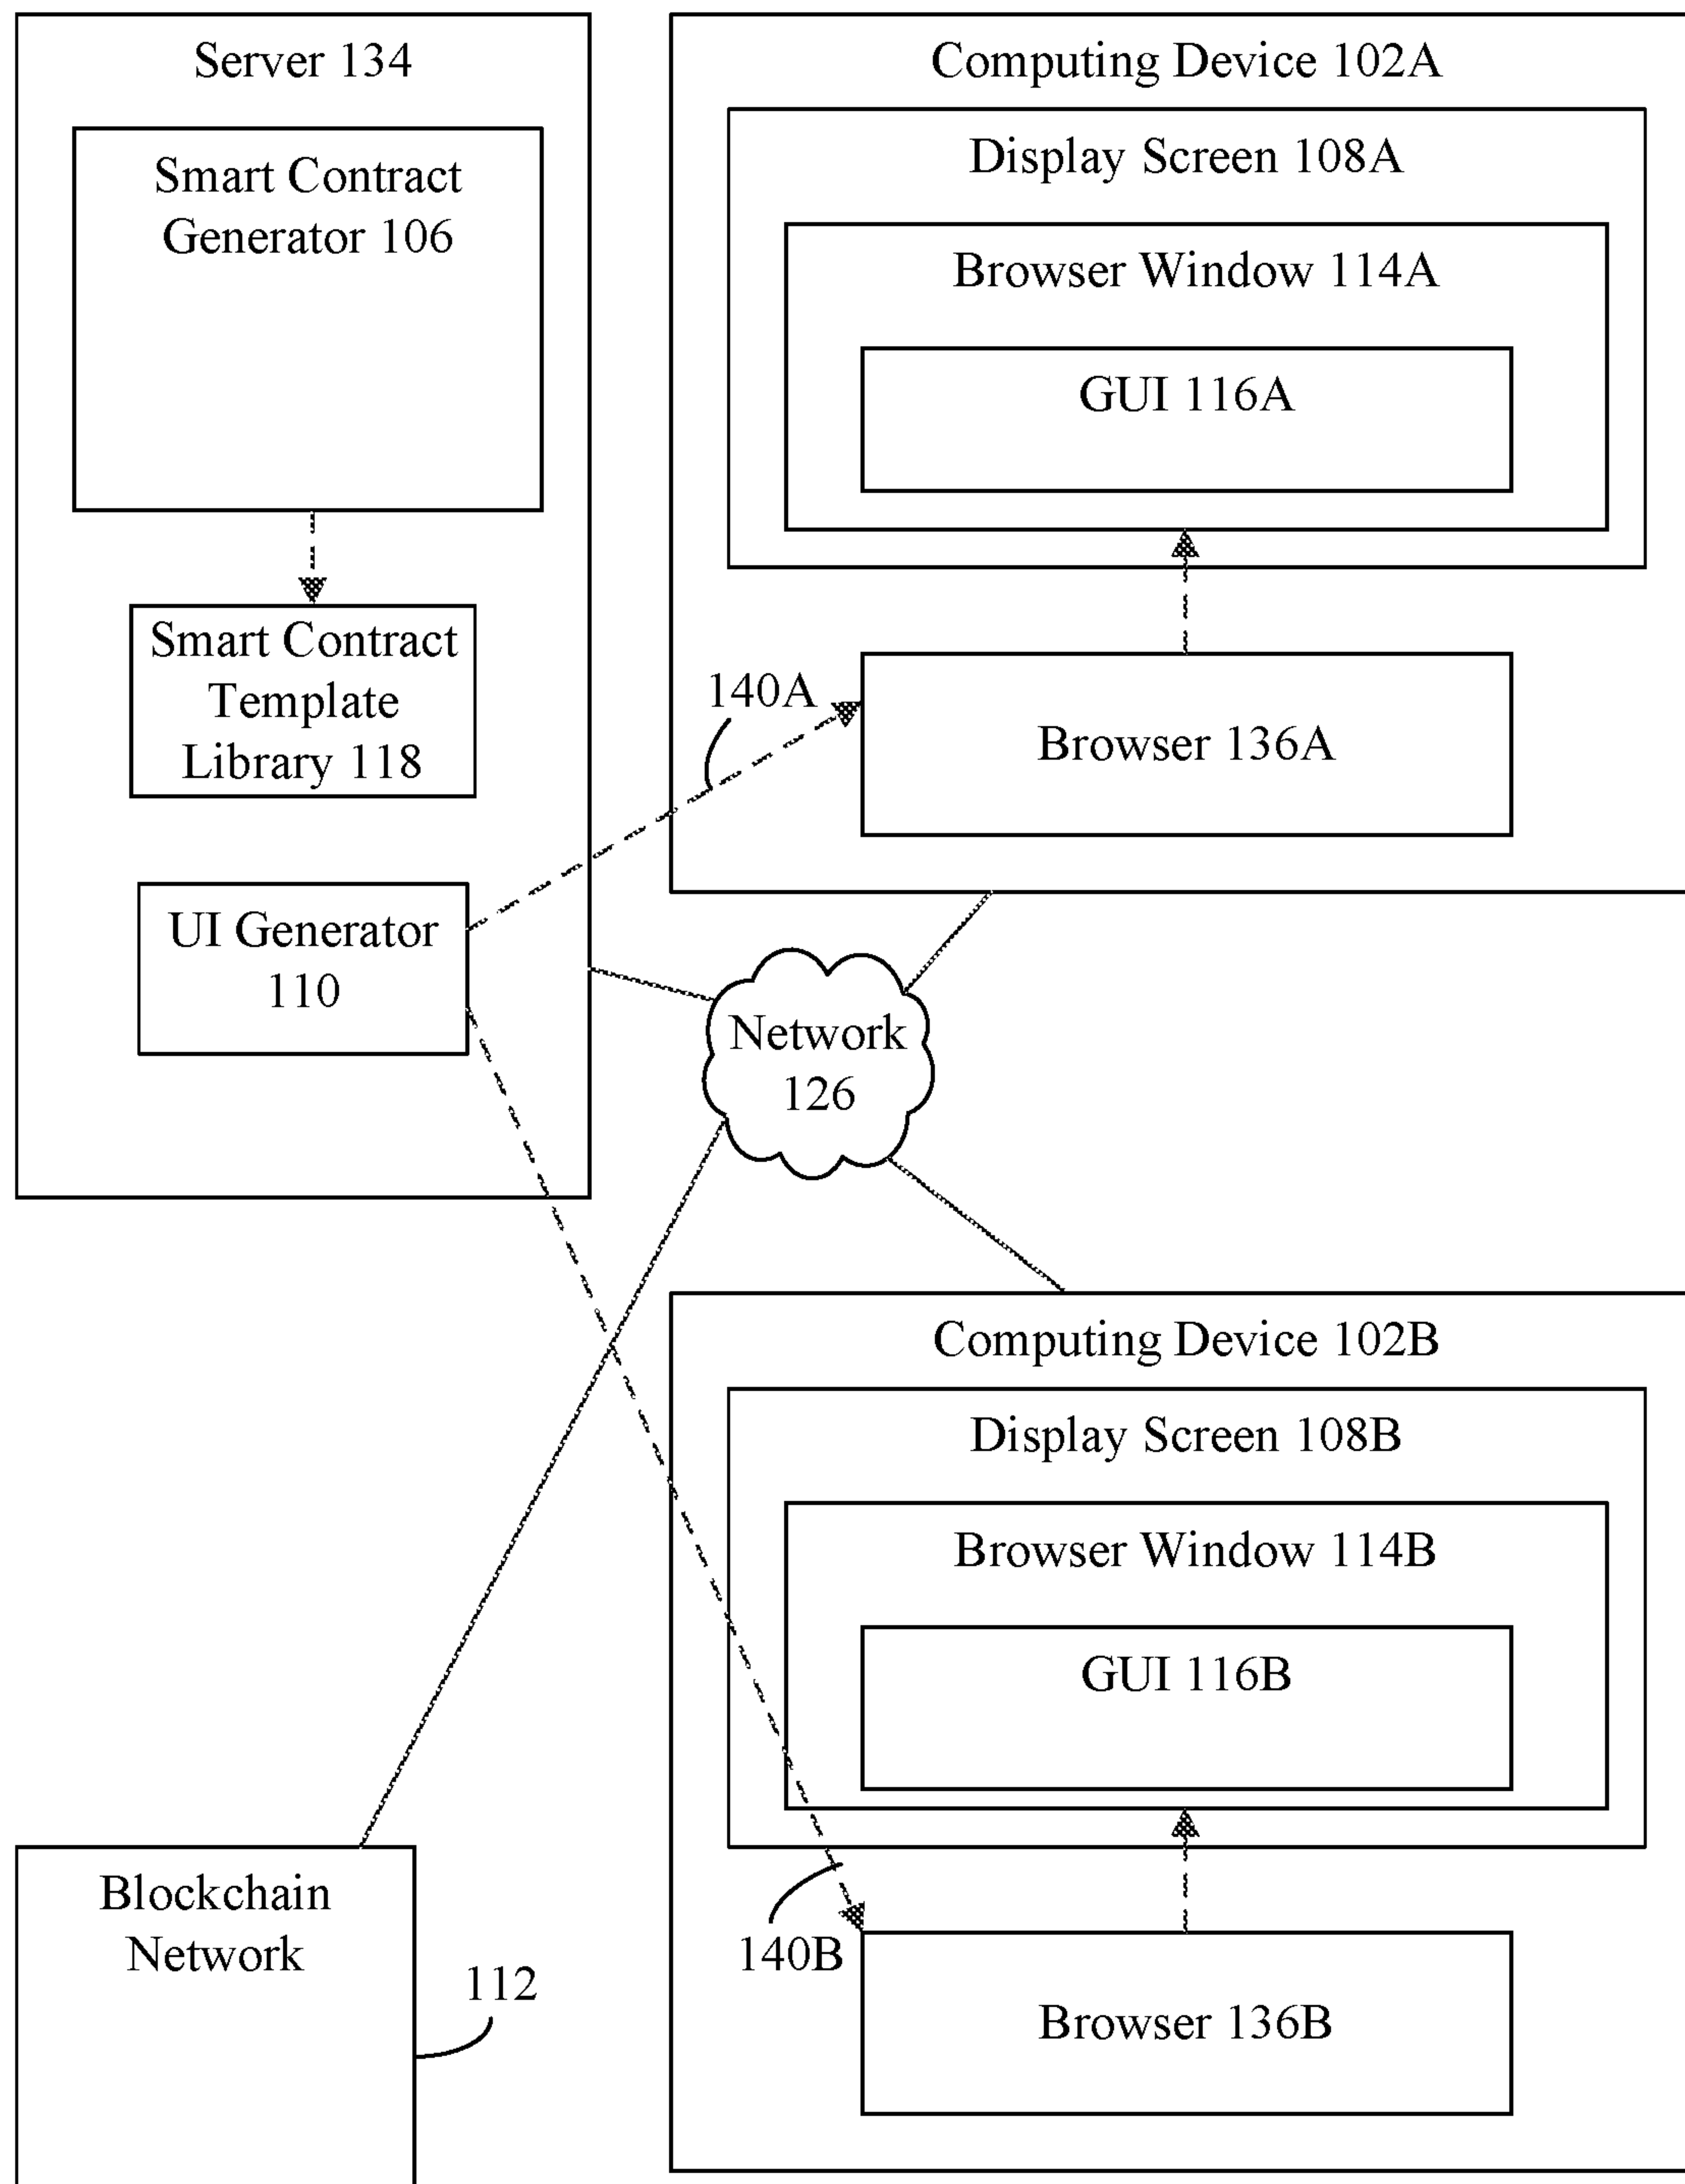 Server 134
Smart Contract
Generator 106
Smart Contract
Template
Library 118
UI Generator
110
Computing Device 102A
Display Screen 108A
Browser Window 114A
GUI 116A
140A
Browser 136A
Network
126
Computing Device 102B
Display Screen 108B
Browser Window 114B
GUI 116B
140B
Browser 136B
Blockchain
Network
112